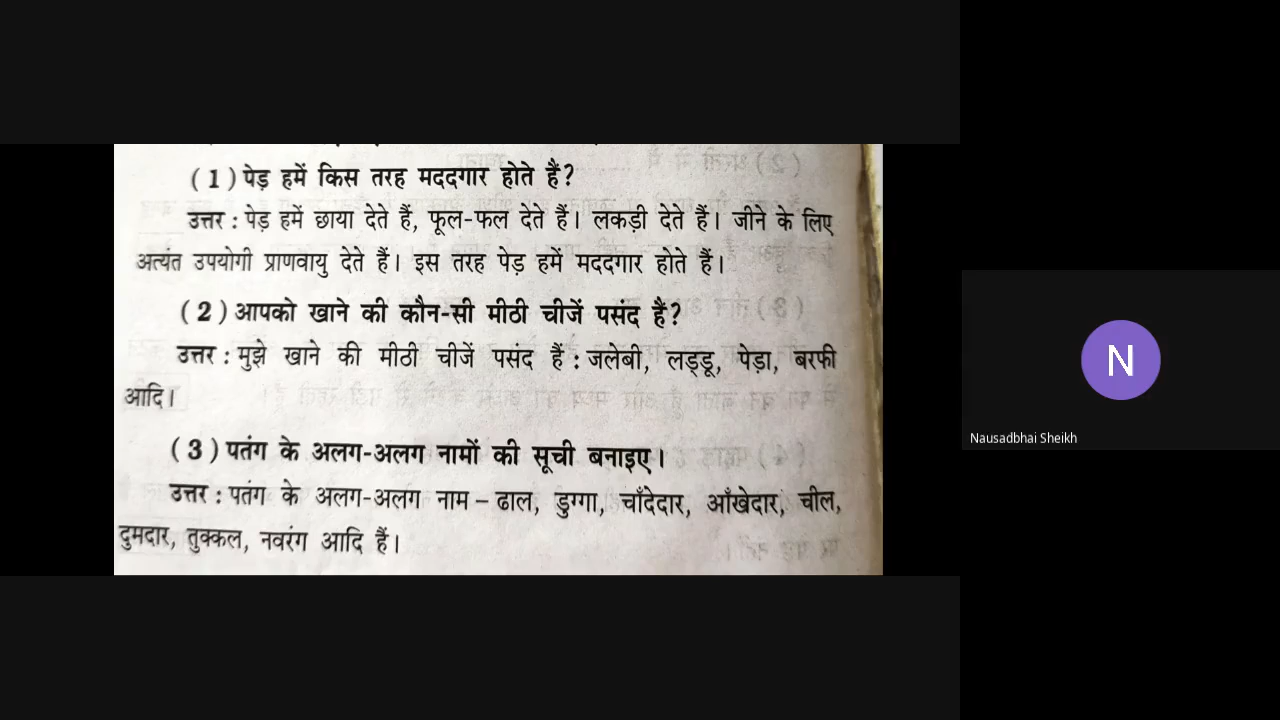 (1) पेड़ हमें किस तरह मददगार होते हैं?
उत्तर : पेड़ हमें छाया देते हैं, फूल-फल देते हैं। लकड़ी देते हैं। जीने के लिए
अत्यंत उपयोगी प्राणवायु देते हैं। इस तरह पेड़ हमें मददगार होते हैं।
(2) आपको खाने की कौन-सी मीठी चीजें पसंद हैं?
उत्तर : मुझे खाने की मीठी चीजें पसंद हैं : जलेबी, लड्डू, पेड़ा, बरफी
आदि।
(3) पतंग के अलग-अलग नामों की सूची बनाइए।
उत्तर : पतंग के अलग-अलग नाम – ढाल, डुग्गा, चाँदेदार, आँखेदार, चील,
दुमदार, तुक्कल, नवरंग आदि हैं।
N
Nausadbhai Sheikh